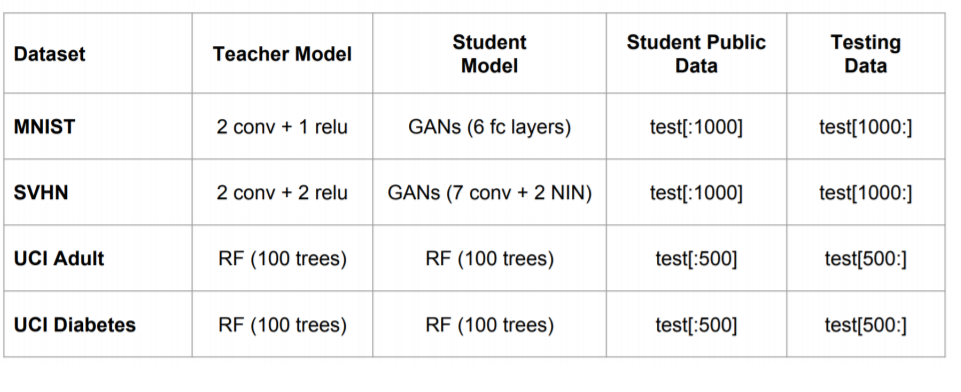 Dataset Teacher Model Student Model Student Public Data Testing Data
MNIST 2 conv + 1 relu GANs (6 fc layers) test[:1000] test[1000:]
SVHN 2 conv + 2 relu GANs (7 conv + 2 NIN) test[:1000] test[1000:]
UCI Adult RF (100 trees) RF (100 trees) test[:500] test[500:]
UCI Diabetes RF (100 trees) RF (100 trees) test[:500] test[500:]